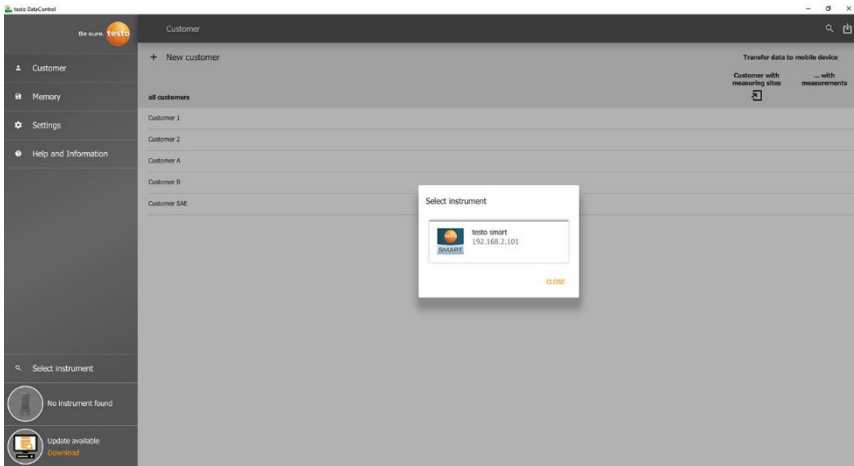 testo DataControl
Be sure. testo
Customer
Customer
Memory
Settings
Help and Information
Select instrument
No instrument found
Update available
Download
+ New customer
Transfer data to mobile device
Customer with
measuring sites
... with
measurements
all customers
Customer 1
Customer 2
Customer A
Customer B
Customer SAE
Select instrument
testo
SMART
testo smart
192.168.2.101
CLOSE